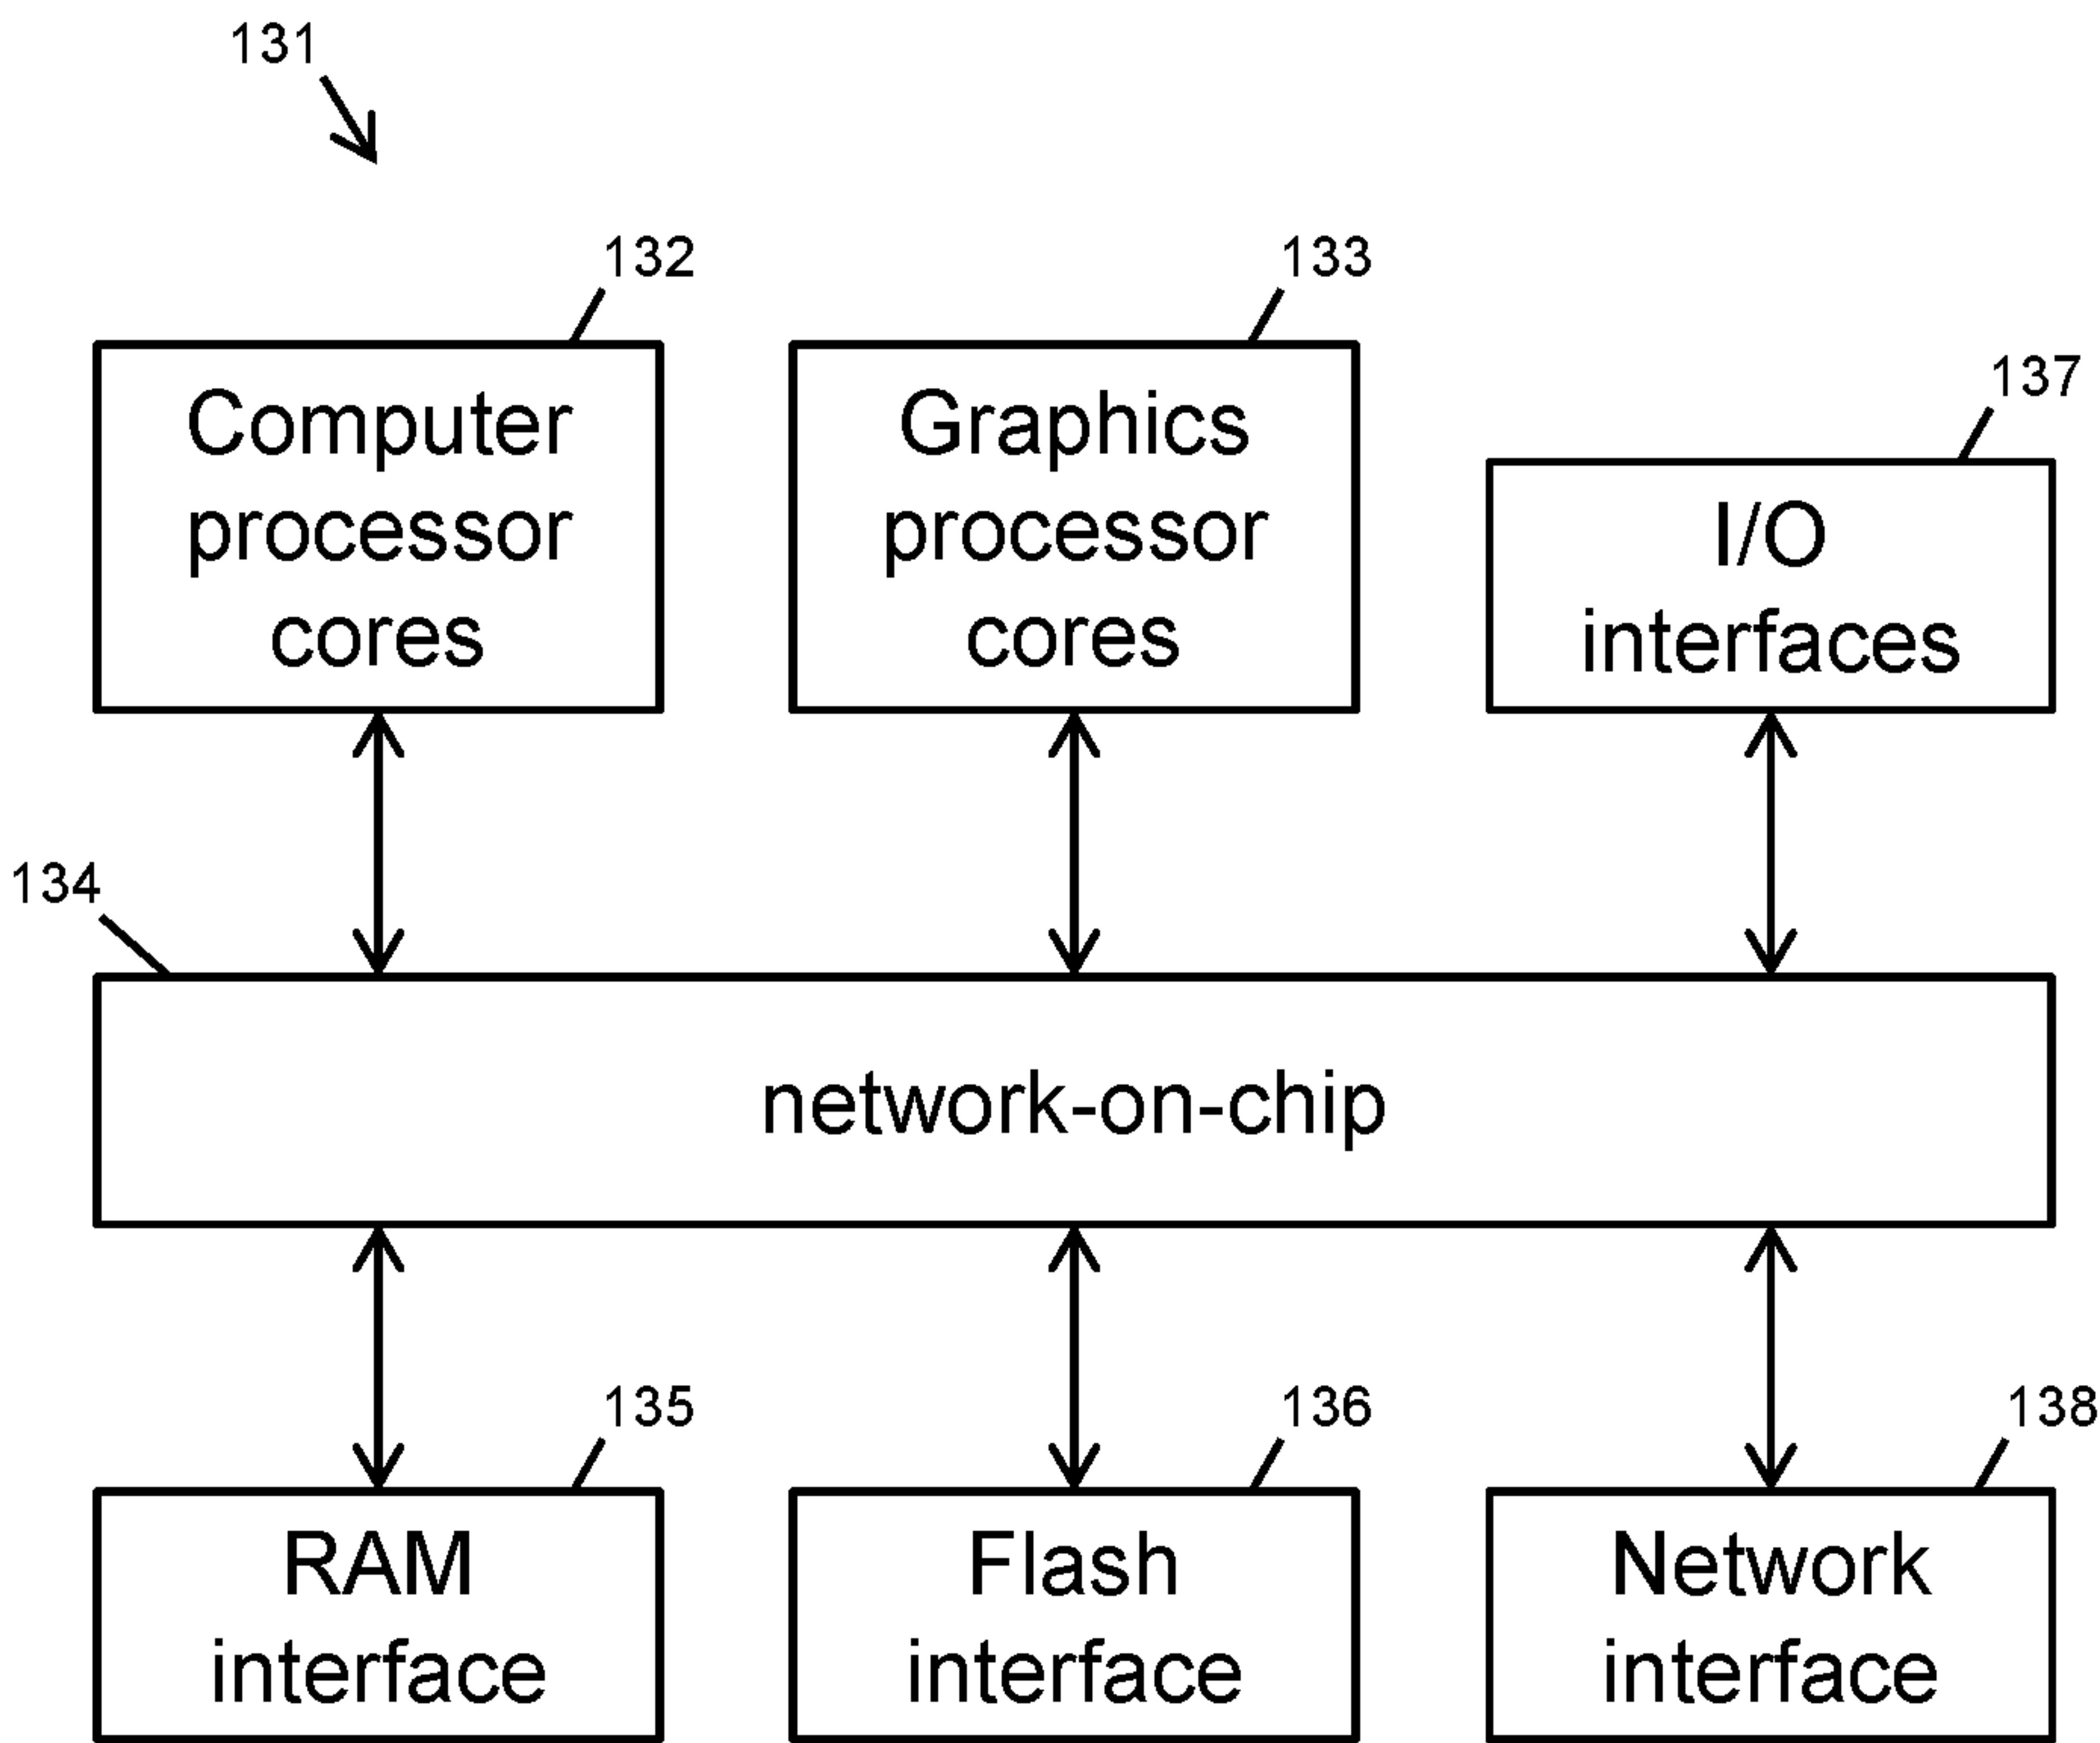 131
132
133
137
Computer
processor
cores
Graphics
processor
cores
I/O
interfaces
134
network-on-chip
135
136
138
RAM
interface
Flash
interface
Network
interface